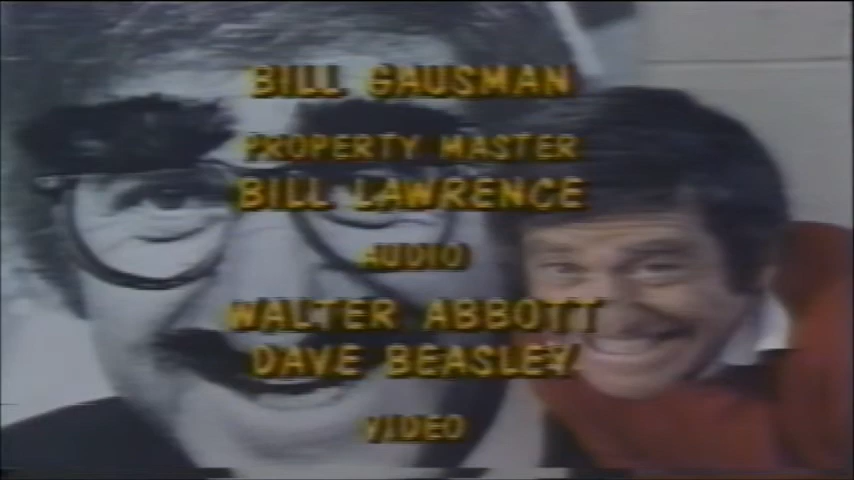 BILL GAUSMAN
PROPERTY MASTER
BILL LAWRENCE
AUDIO
WALTER ABBOTT
DAVE BEASLEY
VIDEO